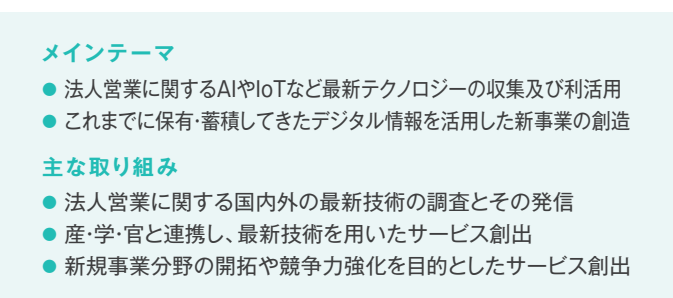 メインテーマ
● 法人営業に関するAIやIoTなど最新テクノロジーの収集及び利活用
● これまでに保有・蓄積してきたデジタル情報を活用した新事業の創造
主な取り組み
● 法人営業に関する国内外の最新技術の調査とその発信
● 産・学・官と連携し、最新技術を用いたサービス創出
● 新規事業分野の開拓や競争力強化を目的としたサービス創出